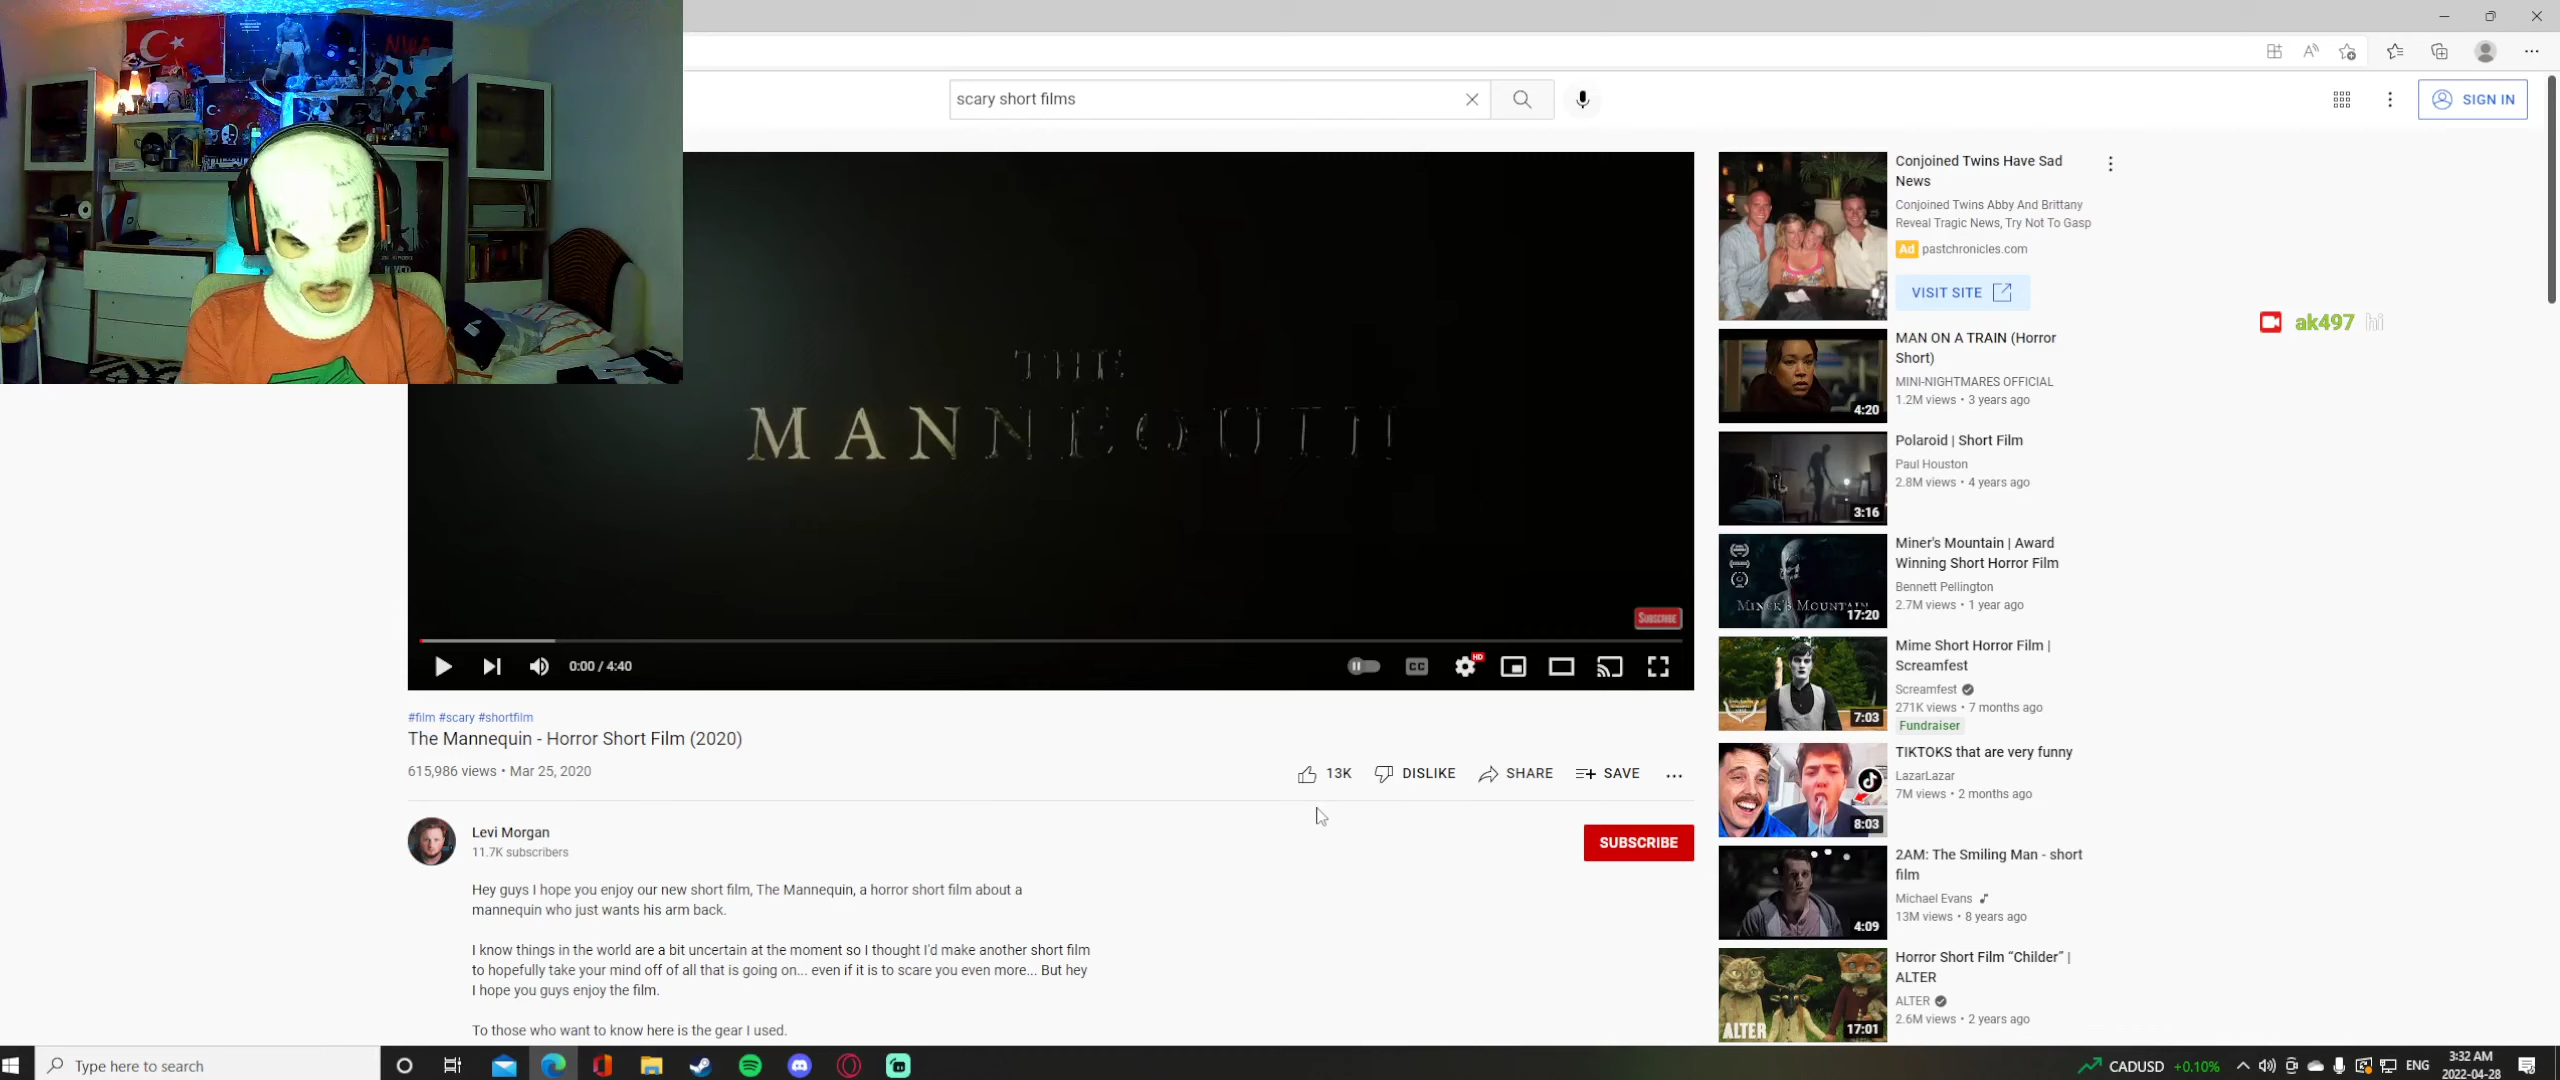 NWA
scary short films
SIGN IN
THE
MANNEQUIN
SUBSCRIBE
0:00 / 4:40
CC
HD
#film #scary #shortfilm
The Mannequin - Horror Short Film (2020)
615,986 views • Mar 25, 2020
13K
DISLIKE
SHARE
SAVE
Levi Morgan
11.7K subscribers
SUBSCRIBE
Hey guys I hope you enjoy our new short film, The Mannequin, a horror short film about a
mannequin who just wants his arm back.
I know things in the world are a bit uncertain at the moment so I thought I'd make another short film
to hopefully take your mind off of all that is going on... even if it is to scare you even more... But hey
I hope you guys enjoy the film.
To those who want to know here is the gear I used.
Conjoined Twins Have Sad
News
Conjoined Twins Abby And Brittany
Reveal Tragic News, Try Not To Gasp
Ad pastchronicles.com
VISIT SITE
MAN ON A TRAIN (Horror
Short)
MINI-NIGHTMARES OFFICIAL
1.2M views • 3 years ago
4:20
Polaroid | Short Film
Paul Houston
2.8M views • 4 years ago
3:16
Miner's Mountain | Award
Winning Short Horror Film
Bennett Pellington
2.7M views • 1 year ago
MINER'S MOUNTAIN
17:20
Mime Short Horror Film |
Screamfest
Screamfest
271K views • 7 months ago
Fundraiser
7:03
TIKTOKS that are very funny
LazarLazar
7M views • 2 months ago
8:03
2AM: The Smiling Man - short
film
Michael Evans
13M views • 8 years ago
4:09
Horror Short Film “Childer” |
ALTER
ALTER
2.6M views • 2 years ago
ALTER
17:01
ak497 hi
Type here to search
CADUSD +0.10%
ENG
3:32 AM
2022-04-28